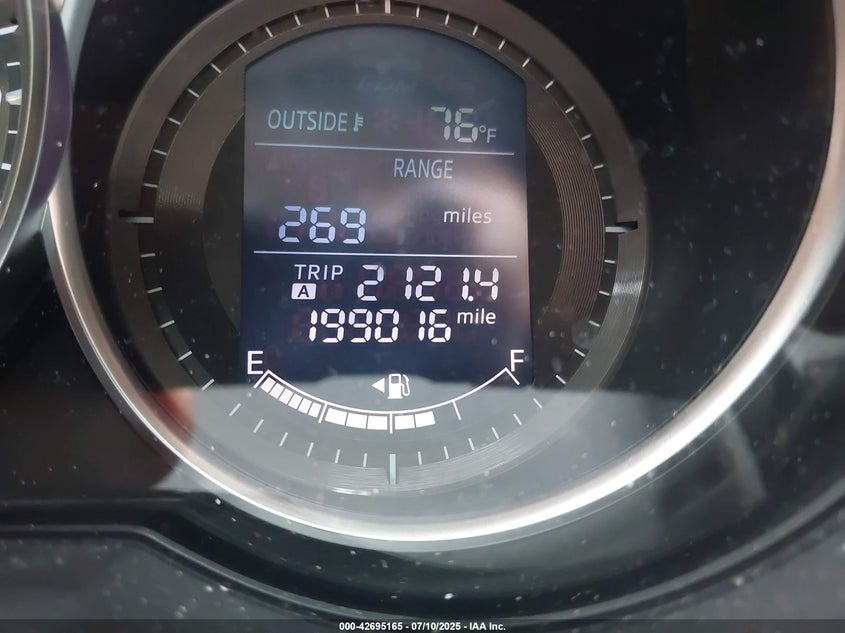 OUTSIDE 76°F
RANGE
269 miles
TRIP A 2121.4
199016 mile
E F
000-42695165 - 07/10/2025 - IAA Inc.